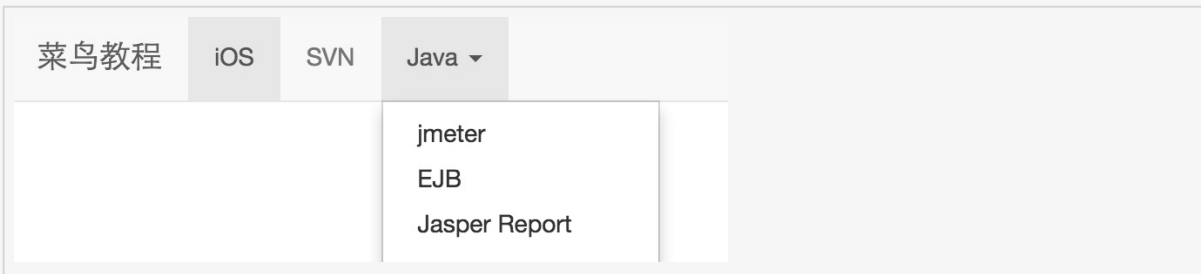 菜鸟教程 iOS SVN Java
jmeter
EJB
Jasper Report